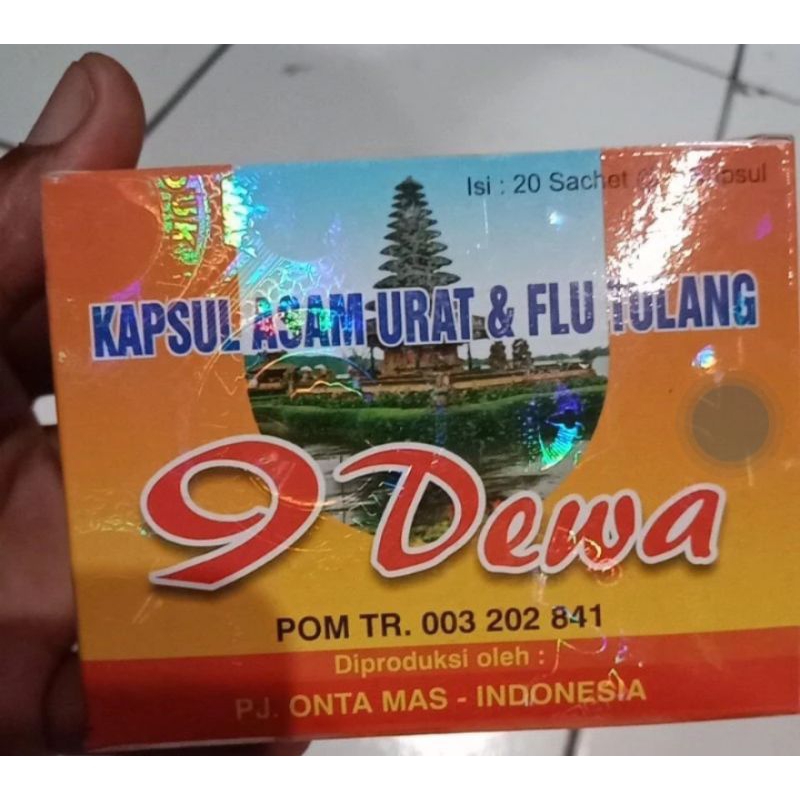 Isi : 20 Sachet
KAPSUL ASAM URAT & FLU TULANG
9 Dewa
POM TR. 003 202 841
Diproduksi oleh :
PJ. ONTA MAS - INDONESIA